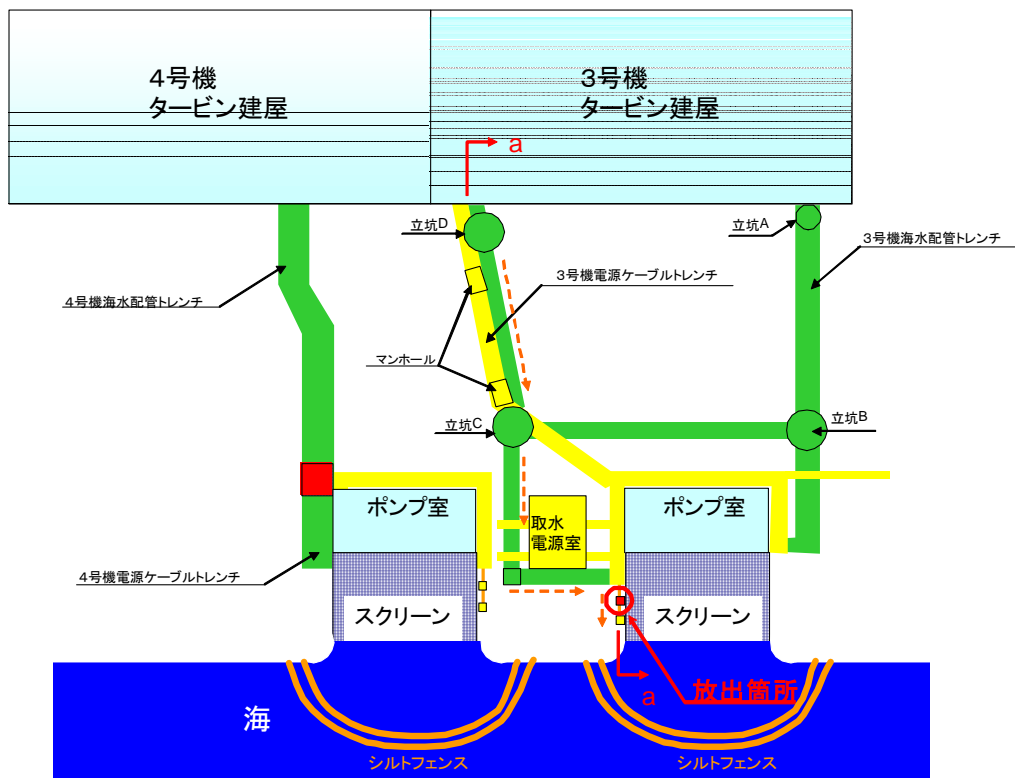 4号機
タービン建屋
3号機
タービン建屋
a
立坑D
立坑A
3号機海水配管トレンチ
3号機電源ケーブルトレンチ
4号機海水配管トレンチ
マンホール
立坑C
立坑B
ポンプ室
取水
電源室
ポンプ室
4号機電源ケーブルトレンチ
スクリーン
スクリーン
a
放出箇所
海
シルトフェンス
シルトフェンス